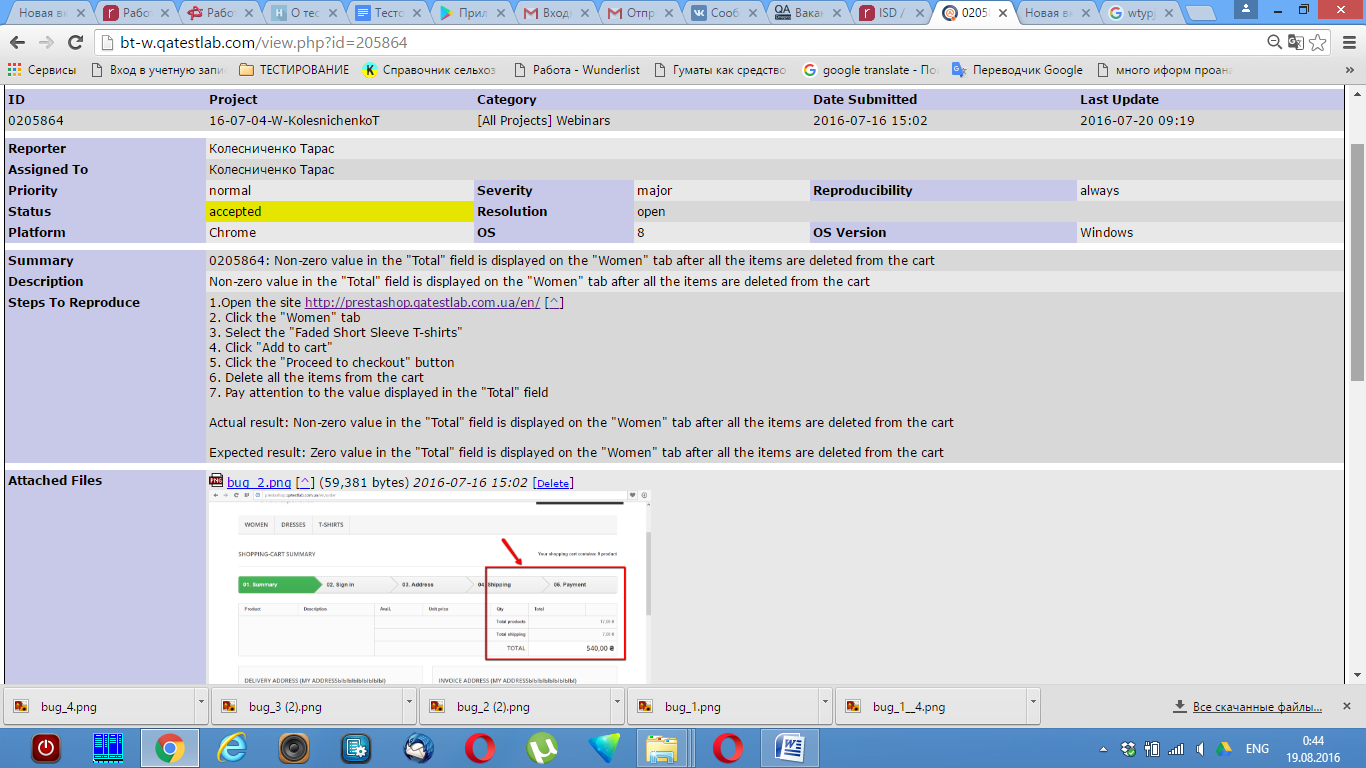 Новая вк
Работ
Работ
О тес
Тесто
Прил
Входя
Отпр
Сооб
Вакан
ISD
0205
Новая вк
wtyp
bt-w.qatestlab.com/view.php?id=205864
Сервисы
Вход в учетную запи
ТЕСТИРОВАНИЕ
Справочник сельхоз
Работа - Wunderlist
Гуматы как средство
google translate - По
Переводчик Google
много иформ проана
»
ID Project Category Date Submitted Last Update
0205864 16-07-04-W-KolesnichenkoT [All Projects] Webinars 2016-07-16 15:02 2016-07-20 09:19
Reporter Колесниченко Тарас
Assigned To Колесниченко Тарас
Priority normal Severity major Reproducibility always
Status accepted Resolution open
Platform Chrome OS 8 OS Version Windows
Summary 0205864: Non-zero value in the "Total" field is displayed on the "Women" tab after all the items are deleted from the cart
Description Non-zero value in the "Total" field is displayed on the "Women" tab after all the items are deleted from the cart
Steps To Reproduce 1.Open the site http://prestashop.qatestlab.com.ua/en/ [^]
2. Click the "Women" tab
3. Select the "Faded Short Sleeve T-shirts"
4. Click "Add to cart"
5. Click the "Proceed to checkout" button
6. Delete all the items from the cart
7. Pay attention to the value displayed in the "Total" field
Actual result: Non-zero value in the "Total" field is displayed on the "Women" tab after all the items are deleted from the cart
Expected result: Zero value in the "Total" field is displayed on the "Women" tab after all the items are deleted from the cart
Attached Files bug_2.png [^] (59,381 bytes) 2016-07-16 15:02 [Delete]
WOMEN DRESSES T-SHIRTS
SHOPPING-CART SUMMARY Your shopping cart contains: 0 product
01. Summary 02. Sign in 03. Address 04. Shipping 05. Payment
Product Description Avail. Unit price Qty Total
Total products
Total shipping
TOTAL 540,00 ₴
DELIVERY ADDRESS INVOICE ADDRESS
bug_4.png
bug_3 (2).png
bug_2 (2).png
bug_1.png
bug_1__4.png
Все скачанные файлы...
ENG
0:44
19.08.2016